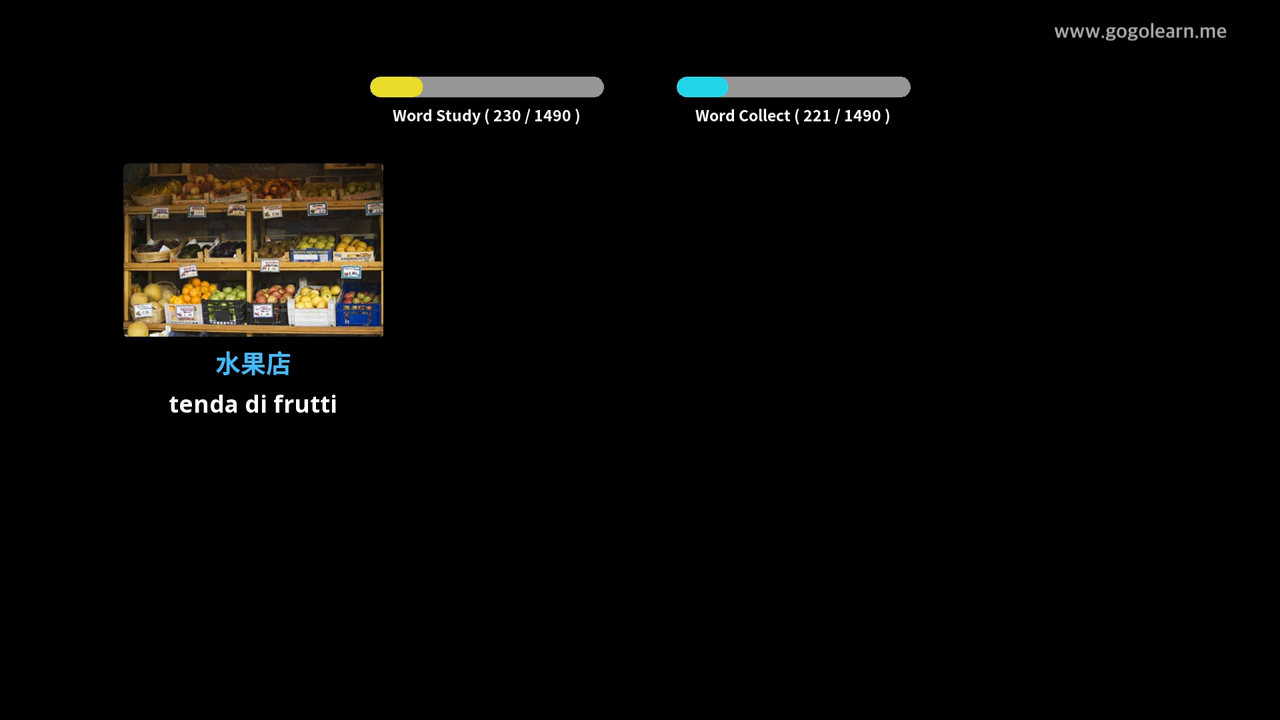 www.gogolearn.me
Word Study ( 230 / 1490 )
Word Collect ( 221 / 1490 )
水果店
tenda di frutti